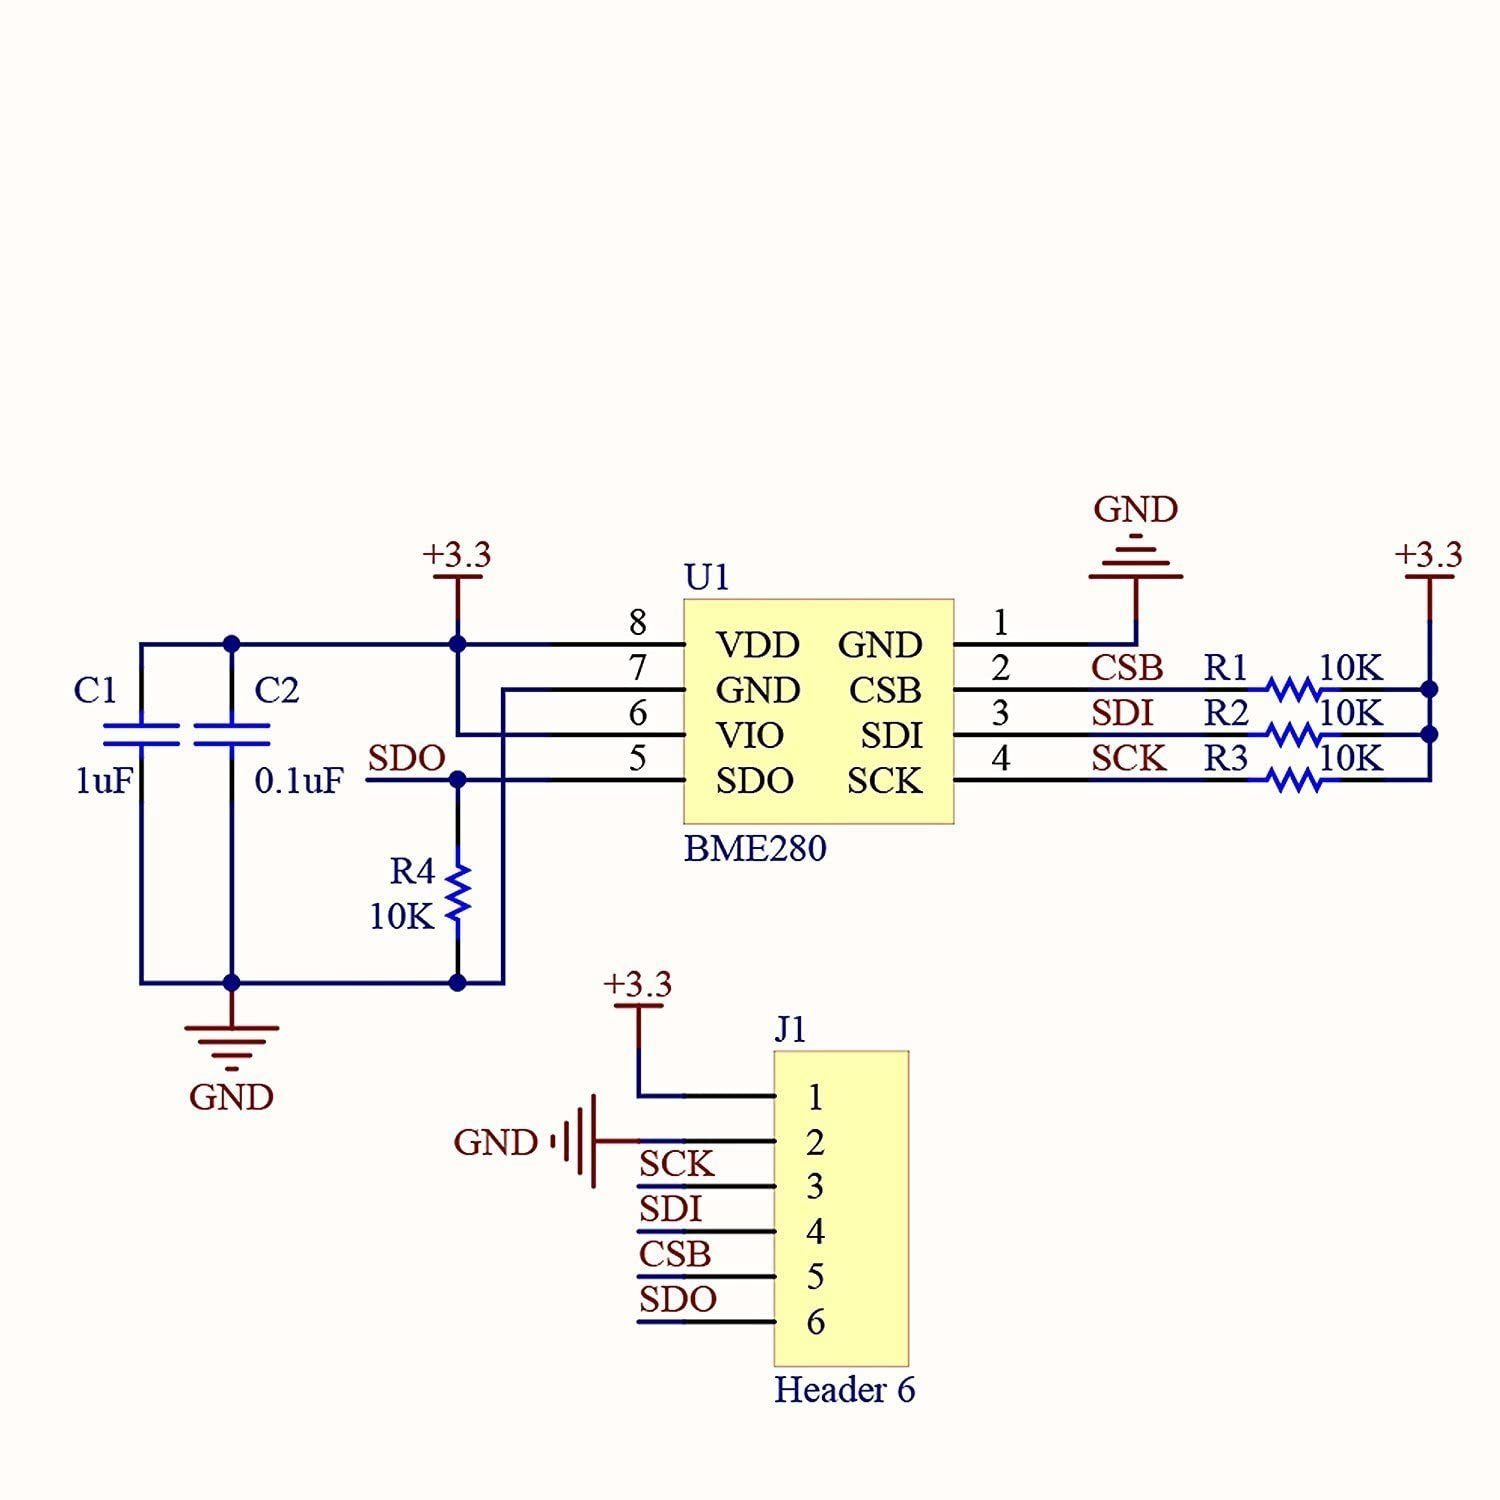 GND
+3.3
+3.3
U1
8 VDD GND 1
7 GND CSB 2 CSB R1 10K
6 VIO SDI 3 SDI R2 10K
5 SDO SCK 4 SCK R3 10K
BME280
C1
1uF
C2
0.1uF
SDO
R4
10K
GND
+3.3
J1
1
GND 2
SCK 3
SDI 4
CSB 5
SDO 6
Header 6